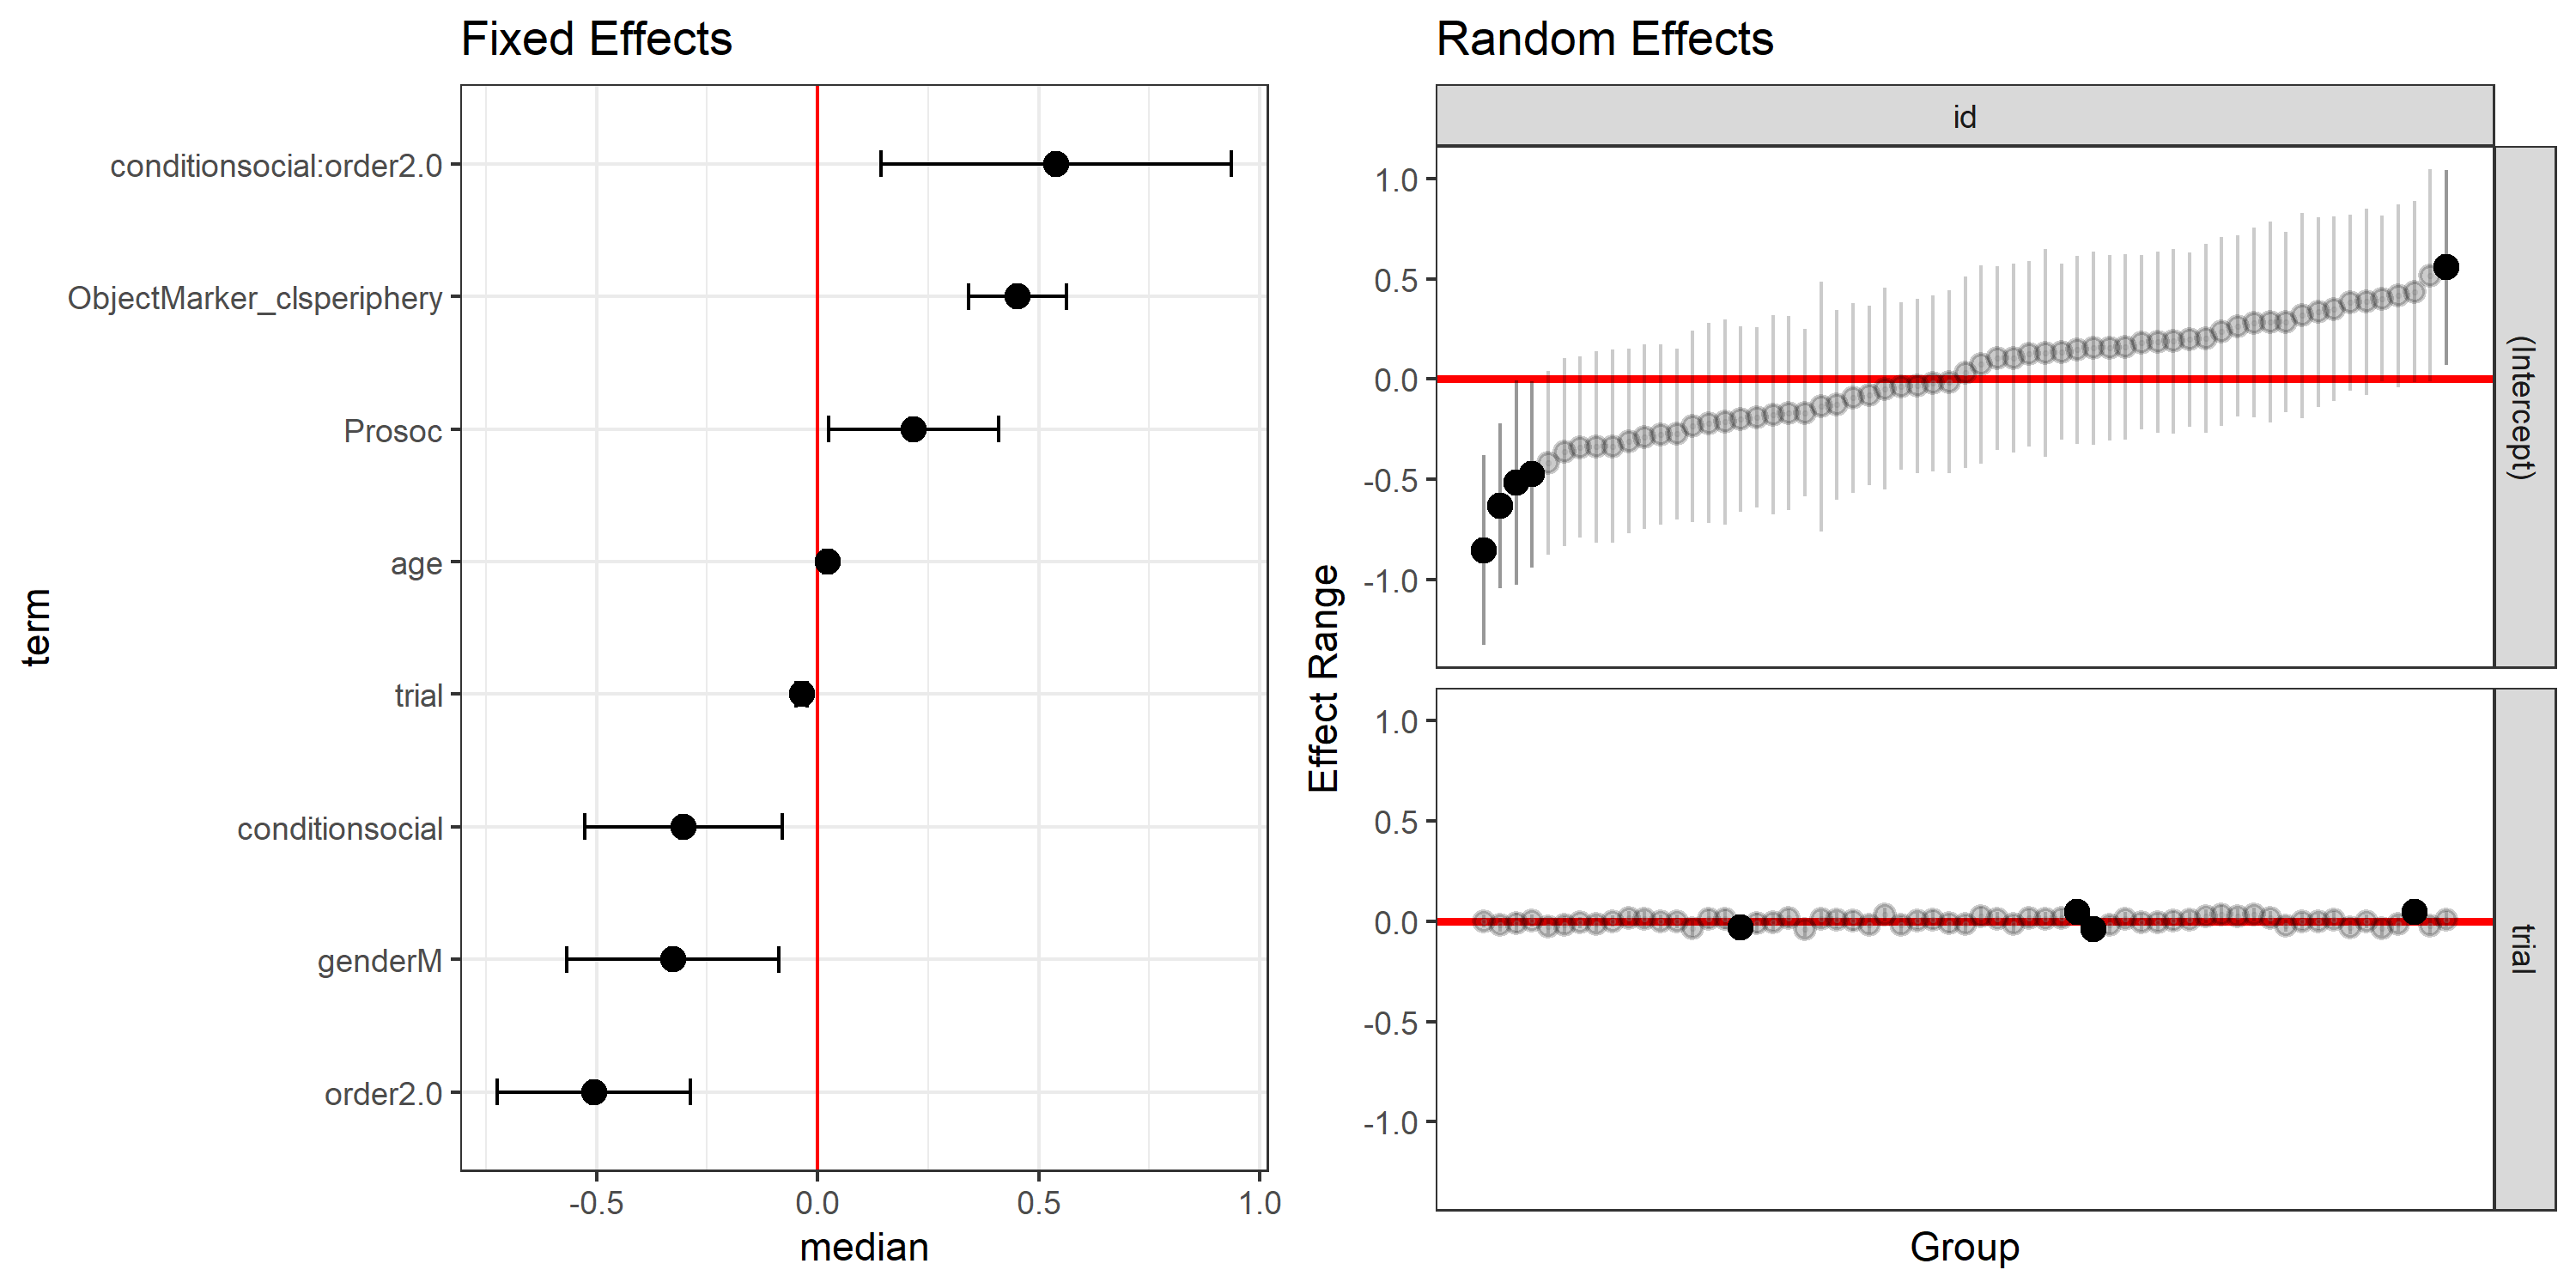 Fixed Effects
term
conditionsocial:order2.0
ObjectMarker_clsperiphery
Prosoc
age
trial
conditionsocial
genderM
order2.0
-0.5
0.0
0.5
1.0
median
Random Effects
id
Effect Range
1.0
0.5
0.0
-0.5
-1.0
(Intercept)
1.0
0.5
0.0
-0.5
-1.0
trial
Group